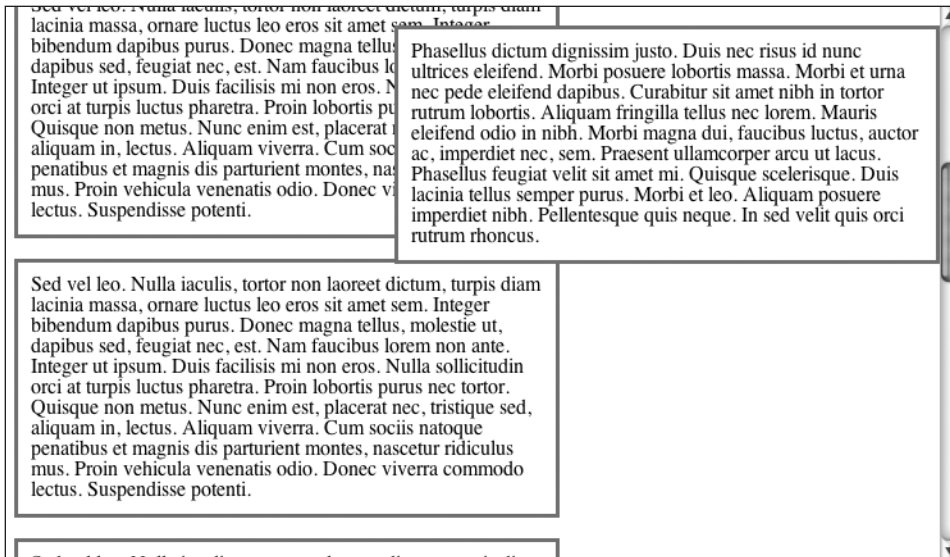 Sed vel leo. Nulla iaculis, tortor non laoreet dictum, turpis diam
lacinia massa, ornare luctus leo eros sit amet sem. Integer
bibendum dapibus purus. Donec magna tellus
dapibus sed, feugiat nec, est. Nam faucibus
Integer ut ipsum. Duis facilisis mi non eros.
orci at turpis luctus pharetra. Proin lobortis
Quisque non metus. Nunc enim est, placerat
aliquam in, lectus. Aliquam viverra. Cum
penatibus et magnis dis parturient montes,
mus. Proin vehicula venenatis odio. Donec
lectus. Suspendisse potenti.
Phasellus dictum dignissim justo. Duis nec risus id nunc
ultrices eleifend. Morbi posuere lobortis massa. Morbi et urna
nec pede eleifend dapibus. Curabitur sit amet nibh in tortor
rutrum lobortis. Aliquam fringilla tellus nec lorem. Mauris
eleifend odio in nibh. Morbi magna dui, faucibus luctus, auctor
ac, imperdiet nec, sem. Praesent ullamcorper arcu ut lacus.
Phasellus feugiat velit sit amet mi. Quisque scelerisque. Duis
lacinia tellus semper purus. Morbi et leo. Aliquam posuere
imperdiet nibh. Pellentesque quis neque. In sed velit quis orci
rutrum rhoncus.
Sed vel leo. Nulla iaculis, tortor non laoreet dictum, turpis diam
lacinia massa, ornare luctus leo eros sit amet sem. Integer
bibendum dapibus purus. Donec magna tellus, molestie ut,
dapibus sed, feugiat nec, est. Nam faucibus lorem non ante.
Integer ut ipsum. Duis facilisis mi non eros. Nulla sollicitudin
orci at turpis luctus pharetra. Proin lobortis purus nec tortor.
Quisque non metus. Nunc enim est, placerat nec, tristique sed,
aliquam in, lectus. Aliquam viverra. Cum sociis natoque
penatibus et magnis dis parturient montes, nascetur ridiculus
mus. Proin vehicula venenatis odio. Donec viverra commodo
lectus. Suspendisse potenti.